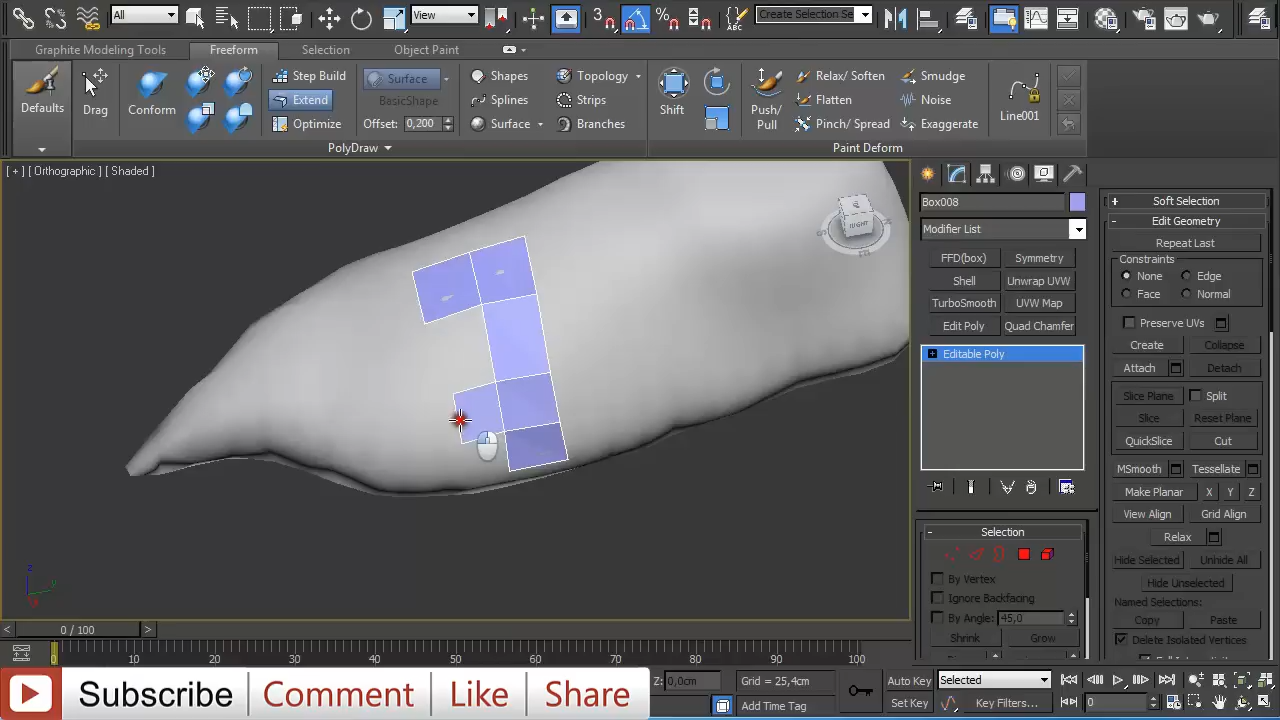 All
View
3
Create Selection Se
Graphite Modeling Tools
Freeform
Selection
Object Paint
Defaults
Drag
Conform
Step Build
Extend
Optimize
Surface
BasicShape
Offset: 0,200
Shapes
Splines
Surface
Topology
Strips
Branches
PolyDraw
Shift
Push/
Pull
Relax/ Soften
Flatten
Pinch/ Spread
Smudge
Noise
Exaggerate
Line001
Paint Deform
[ + ] [ Orthographic ] [ Shaded ]
RIGHT
z
Box008
Modifier List
FFD(box)
Symmetry
Shell
Unwrap UVW
TurboSmooth
UVW Map
Edit Poly
Quad Chamfer
Editable Poly
Selection
By Vertex
Ignore Backfacing
By Angle: 45,0
Shrink
Grow
Soft Selection
Edit Geometry
Repeat Last
Constraints
None
Edge
Face
Normal
Preserve UVs
Create
Collapse
Attach
Detach
Slice Plane
Split
Slice
Reset Plane
QuickSlice
Cut
MSmooth
Tessellate
Make Planar
X
Y
Z
View Align
Grid Align
Relax
Hide Selected
Unhide All
Hide Unselected
Named Selections:
Copy
Paste
Delete Isolated Vertices
0 / 100
0
10
20
30
40
50
60
70
80
90
100
Subscribe
Comment
Like
Share
Z: 0,0cm
Grid = 25,4cm
Add Time Tag
Auto Key
Set Key
Selected
Key Filters...
0